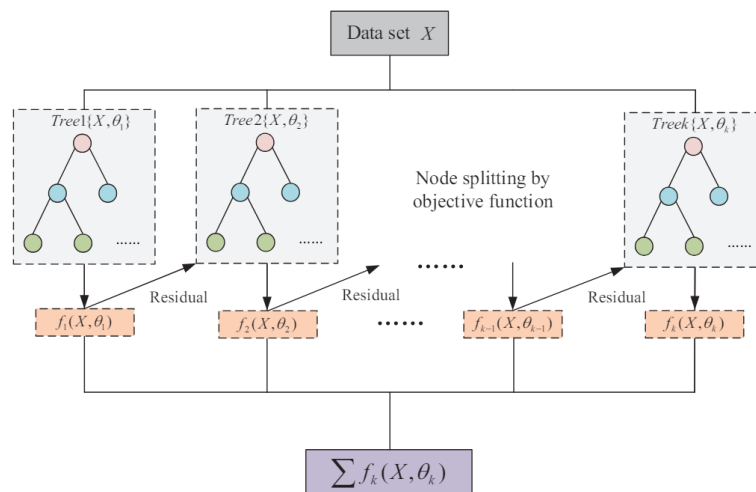 Data set X
Tree1{X,θ₁}
Tree2{X,θ₂}
Treek{X,θₖ}
Node splitting by
objective function
......
......
......
......
Residual
Residual
Residual
f₁(X,θ₁)
f₂(X,θ₂)
......
fₖ₋₁(X,θₖ₋₁)
fₖ(X,θₖ)
∑ fₖ(X,θₖ)